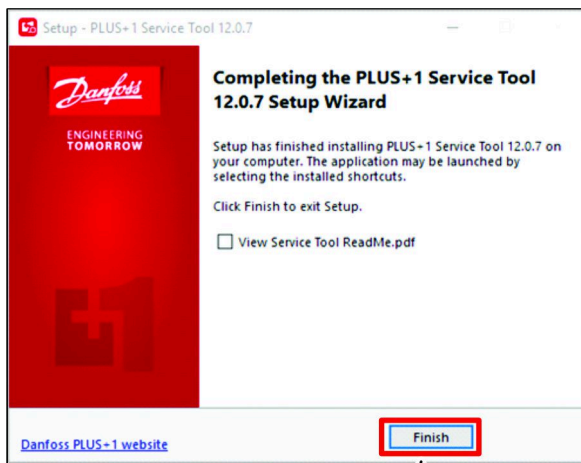 Setup - PLUS+1 Service Tool 12.0.7
Danfoss
ENGINEERING
TOMORROW
Completing the PLUS+1 Service Tool
12.0.7 Setup Wizard
Setup has finished installing PLUS+1 Service Tool 12.0.7 on
your computer. The application may be launched by
selecting the installed shortcuts.
Click Finish to exit Setup.
View Service Tool ReadMe.pdf
+1
Danfoss PLUS+1 website
Finish